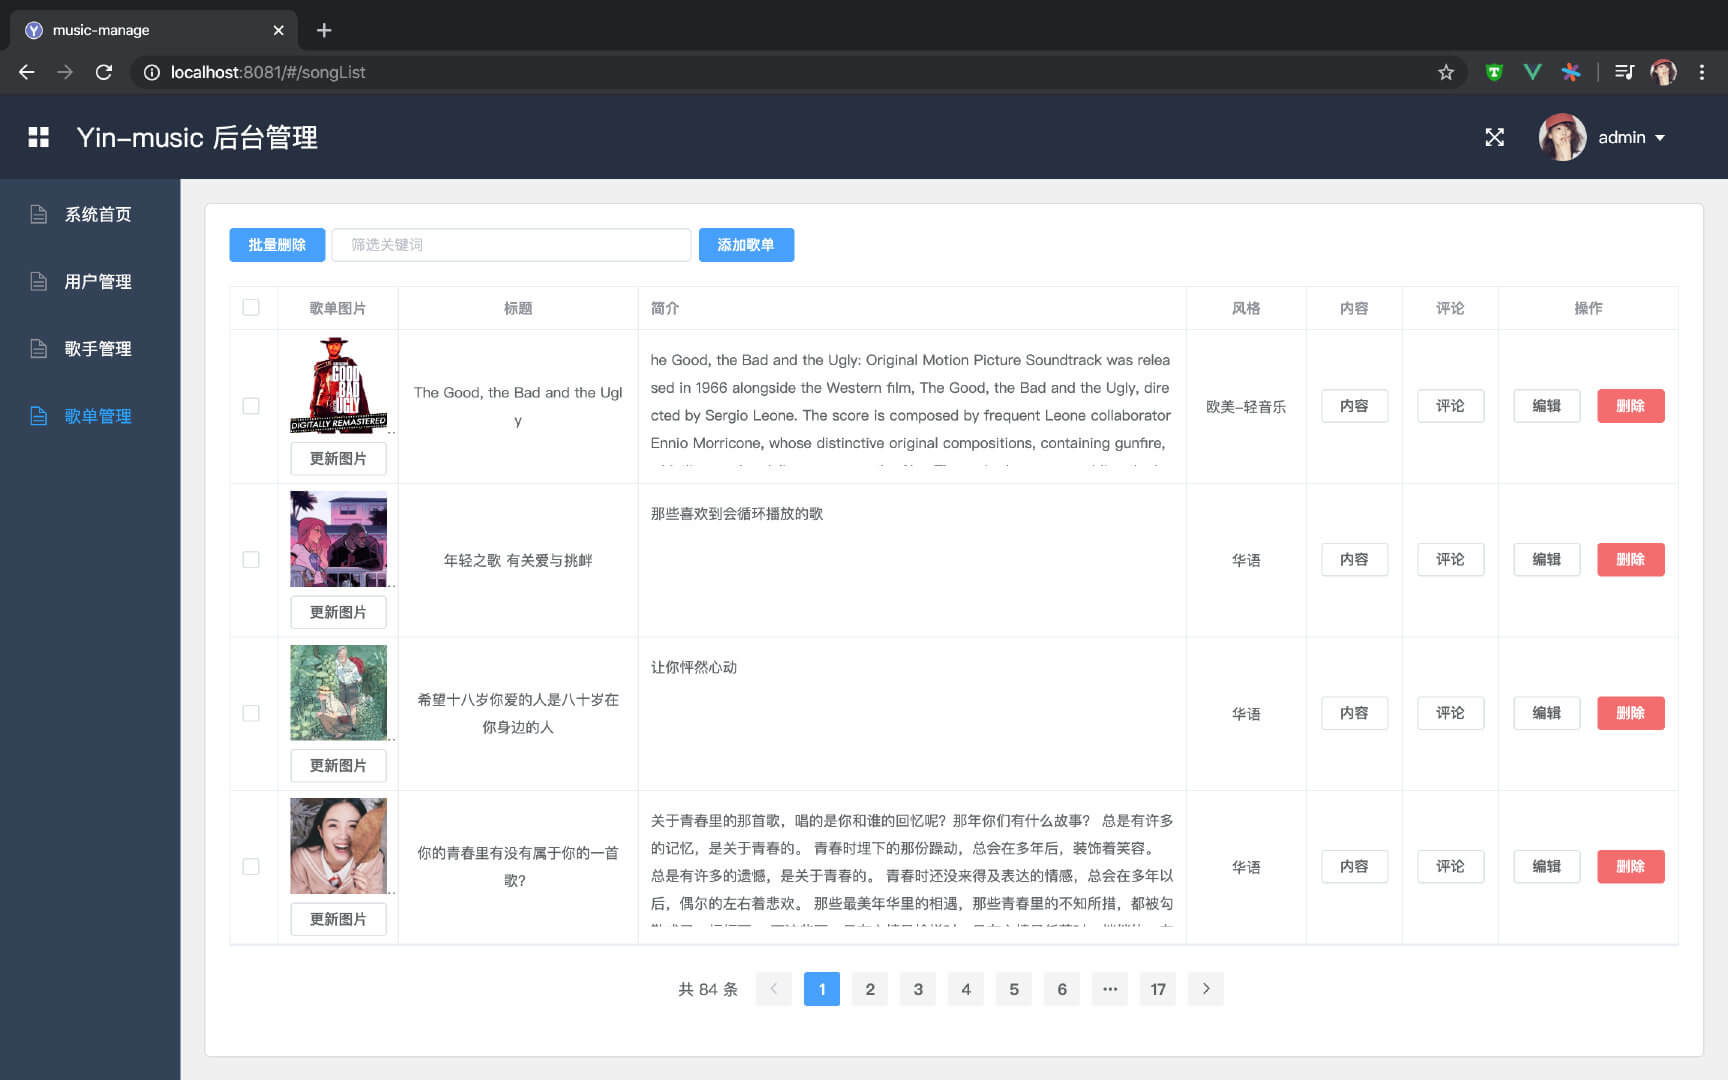 music-manage
localhost:8081/#/songList
Yin-music 后台管理
admin
系统首页
用户管理
歌手管理
歌单管理
批量删除
筛选关键词
添加歌单
歌单图片 标题 简介 风格 内容 评论 操作
GOOD
BAD
UGLY
DIGITALLY REMASTERED
更新图片
The Good, the Bad and the Ugl
y
he Good, the Bad and the Ugly: Original Motion Picture Soundtrack was relea
sed in 1966 alongside the Western film, The Good, the Bad and the Ugly, dire
cted by Sergio Leone. The score is composed by frequent Leone collaborator
Ennio Morricone, whose distinctive original compositions, containing gunfire,
欧美-轻音乐
内容 评论 编辑 删除
更新图片
年轻之歌 有关爱与挑衅
那些喜欢到会循环播放的歌
华语
内容 评论 编辑 删除
更新图片
希望十八岁你爱的人是八十岁在
你身边的人
让你怦然心动
华语
内容 评论 编辑 删除
更新图片
你的青春里有没有属于你的一首
歌?
关于青春里的那首歌，唱的是你和谁的回忆呢？那年你们有什么故事？ 总是有许多
的记忆，是关于青春的。 青春时埋下的那份躁动，总会在多年后，装饰着笑容。
总是有许多的遗憾，是关于青春的。 青春时还没来得及表达的情感，总会在多年以
后，偶尔的左右着悲欢。 那些最美年华里的相遇，那些青春里的不知所措，都被勾
华语
内容 评论 编辑 删除
共 84 条 1 2 3 4 5 6 ··· 17